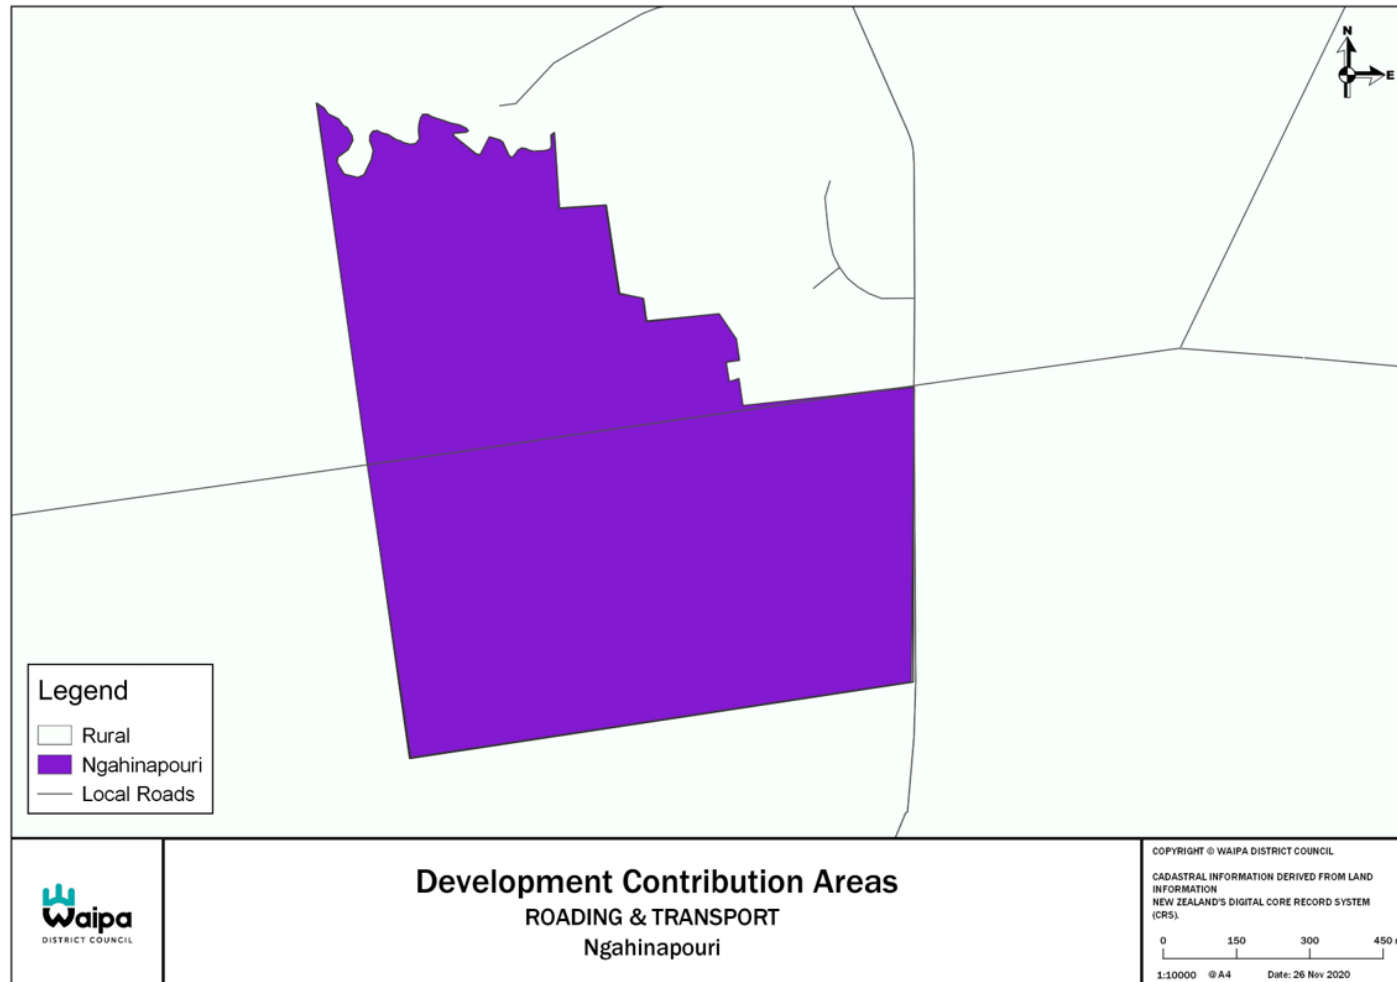 N
E
Legend
Rural
Ngahinapouri
Local Roads
Waipa
DISTRICT COUNCIL
Development Contribution Areas
ROADING & TRANSPORT
Ngahinapouri
COPYRIGHT © WAIPA DISTRICT COUNCIL
CADASTRAL INFORMATION DERIVED FROM LAND
INFORMATION
NEW ZEALAND'S DIGITAL CORE RECORD SYSTEM
(CRS).
0 150 300 450
1:10000 @ A4 Date: 26 Nov 2020